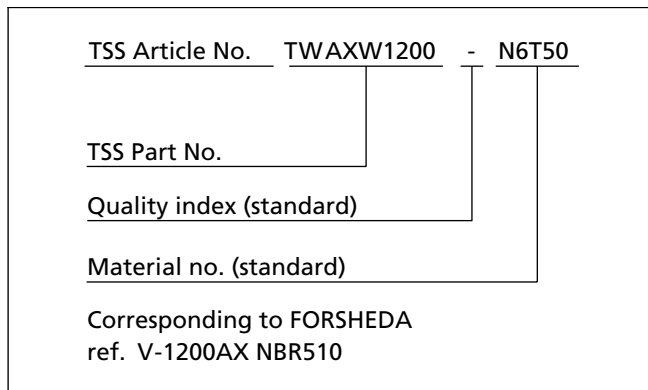 TSS Article No. TWAXW1200 - N6T50
TSS Part No.
Quality index (standard)
Material no. (standard)
Corresponding to FORSHEDA
ref. V-1200AX NBR510